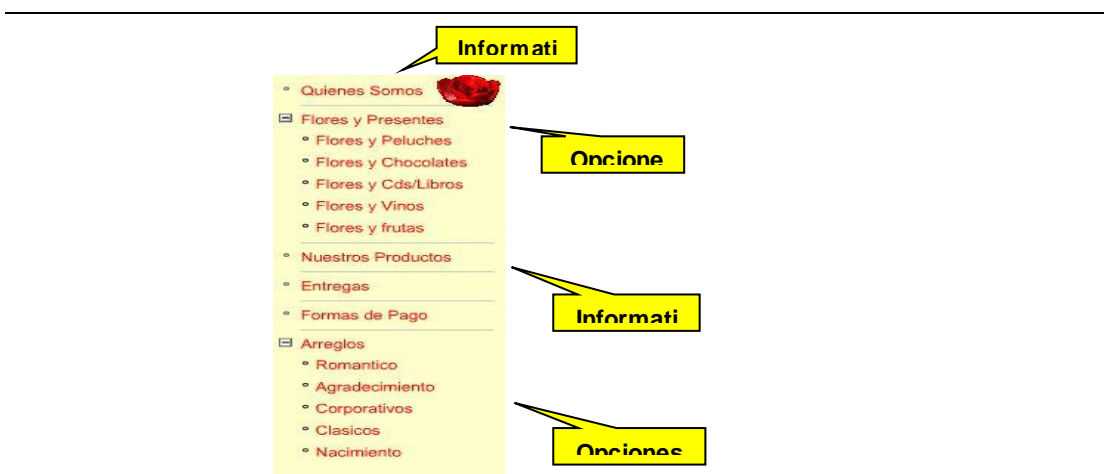 Informati
Quienes Somos
Flores y Presentes
Flores y Peluches
Opcione
Flores y Chocolates
Flores y Cds/Libros
Flores y Vinos
Flores y frutas
Nuestros Productos
Entregas
Formas de Pago
Informati
Arreglos
Romantico
Agradecimiento
Corporativos
Clasicos
Nacimiento
Opciones